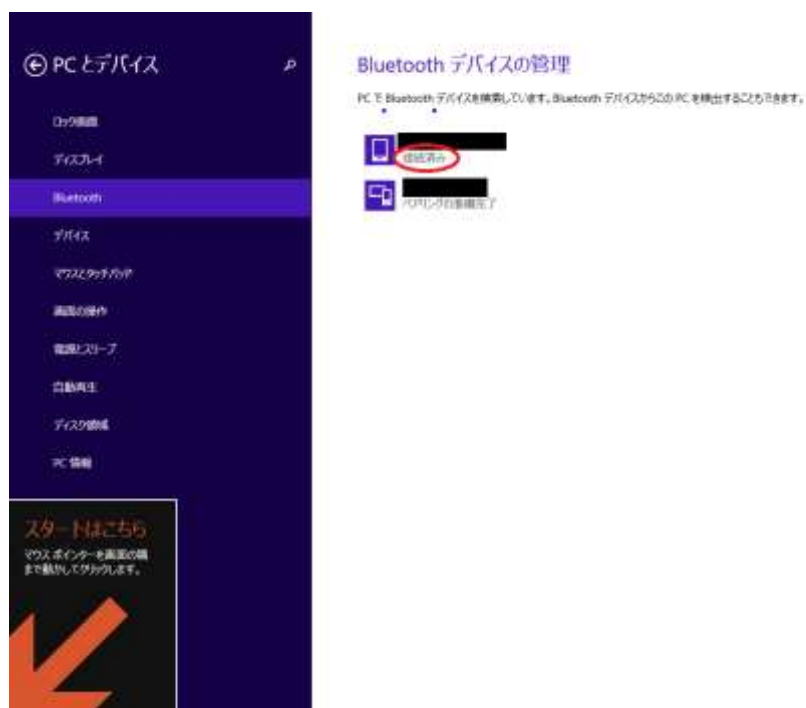 PC とデバイス
ロック画面
ディスプレイ
Bluetooth
デバイス
マウスとタッチパッド
画面の操作
電源とスリープ
自動再生
ディスク領域
PC 情報
スタートはこちら
マウス ポインターを画面の隅
まで動かしてクリックします。
Bluetooth デバイスの管理
PC で Bluetooth デバイスを検索しています。Bluetooth デバイスからこの PC を検出することもできます。
接続済み
ペアリングの準備完了